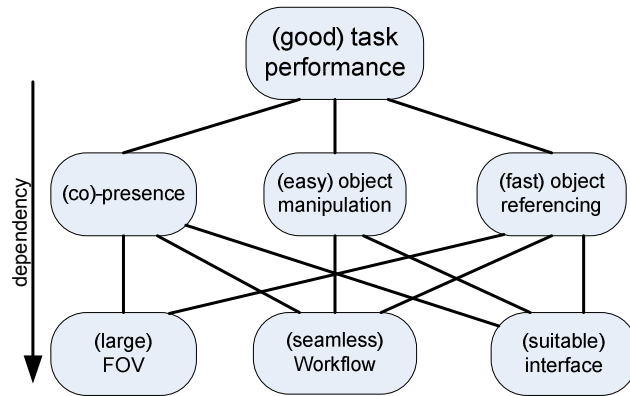 (good) task
performance
dependency
(co)-presence
(easy) object
manipulation
(fast) object
referencing
(large)
FOV
(seamless)
Workflow
(suitable)
interface